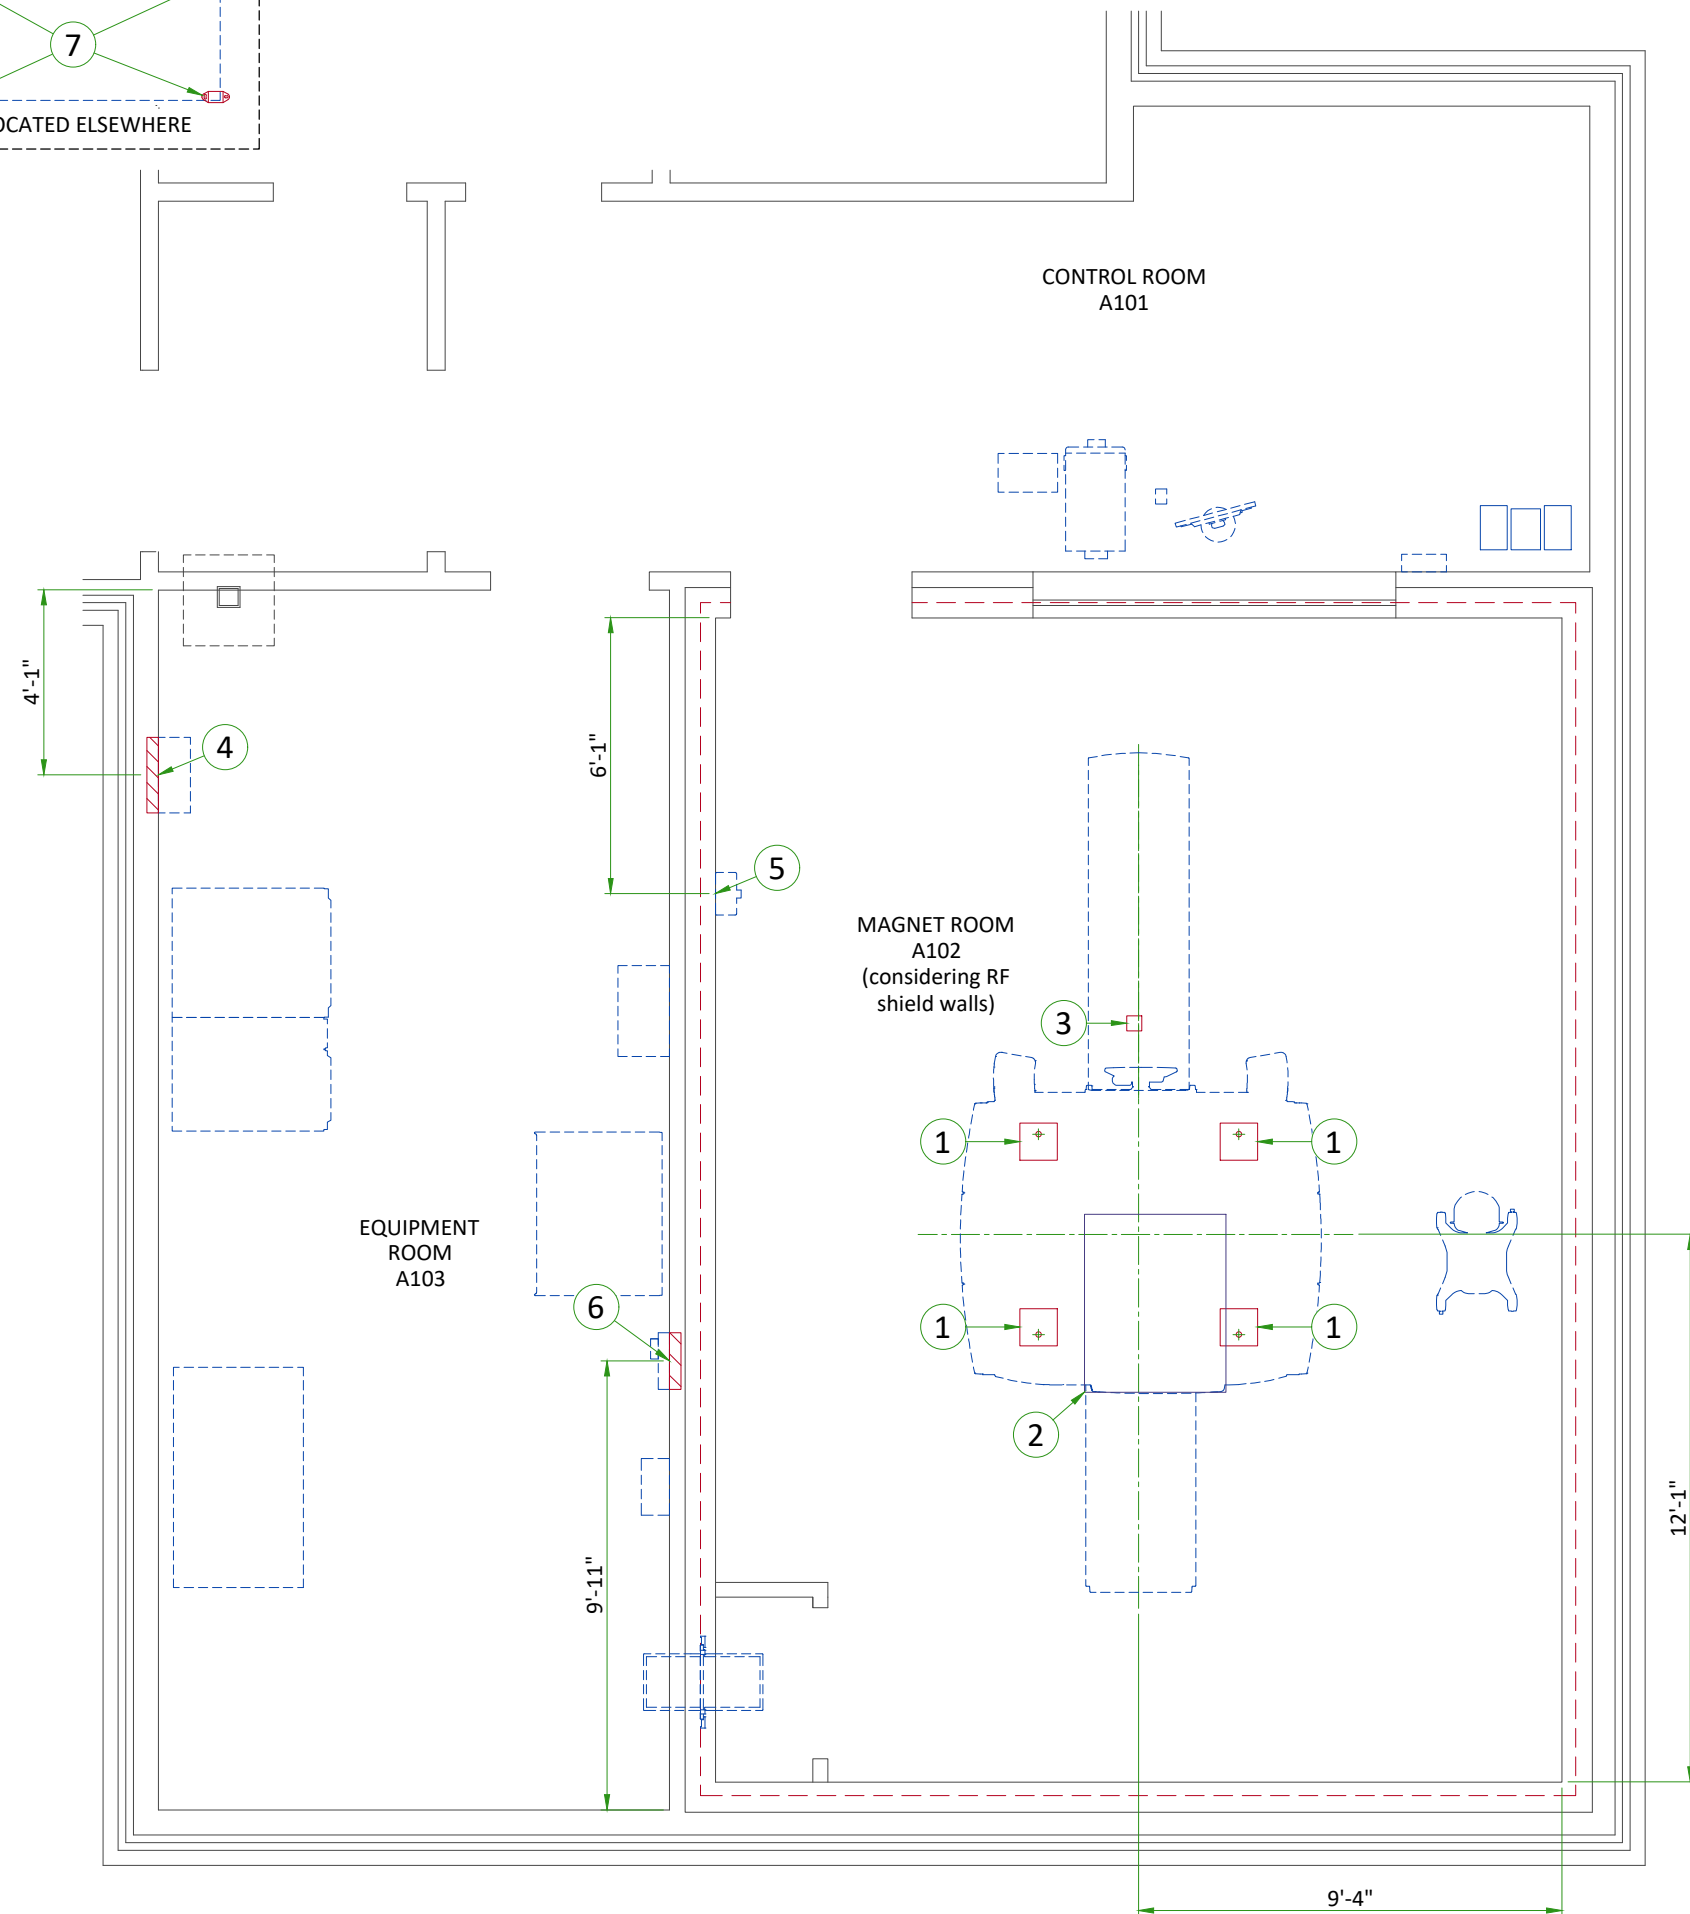 7
OCATED ELSEWHERE
CONTROL ROOM
A101
4'-1"
4
6'-1"
5
MAGNET ROOM
A102
(considering RF
shield walls)
3
1
1
EQUIPMENT
ROOM
A103
6
1
1
2
12'-1"
9'-11"
9'-4"